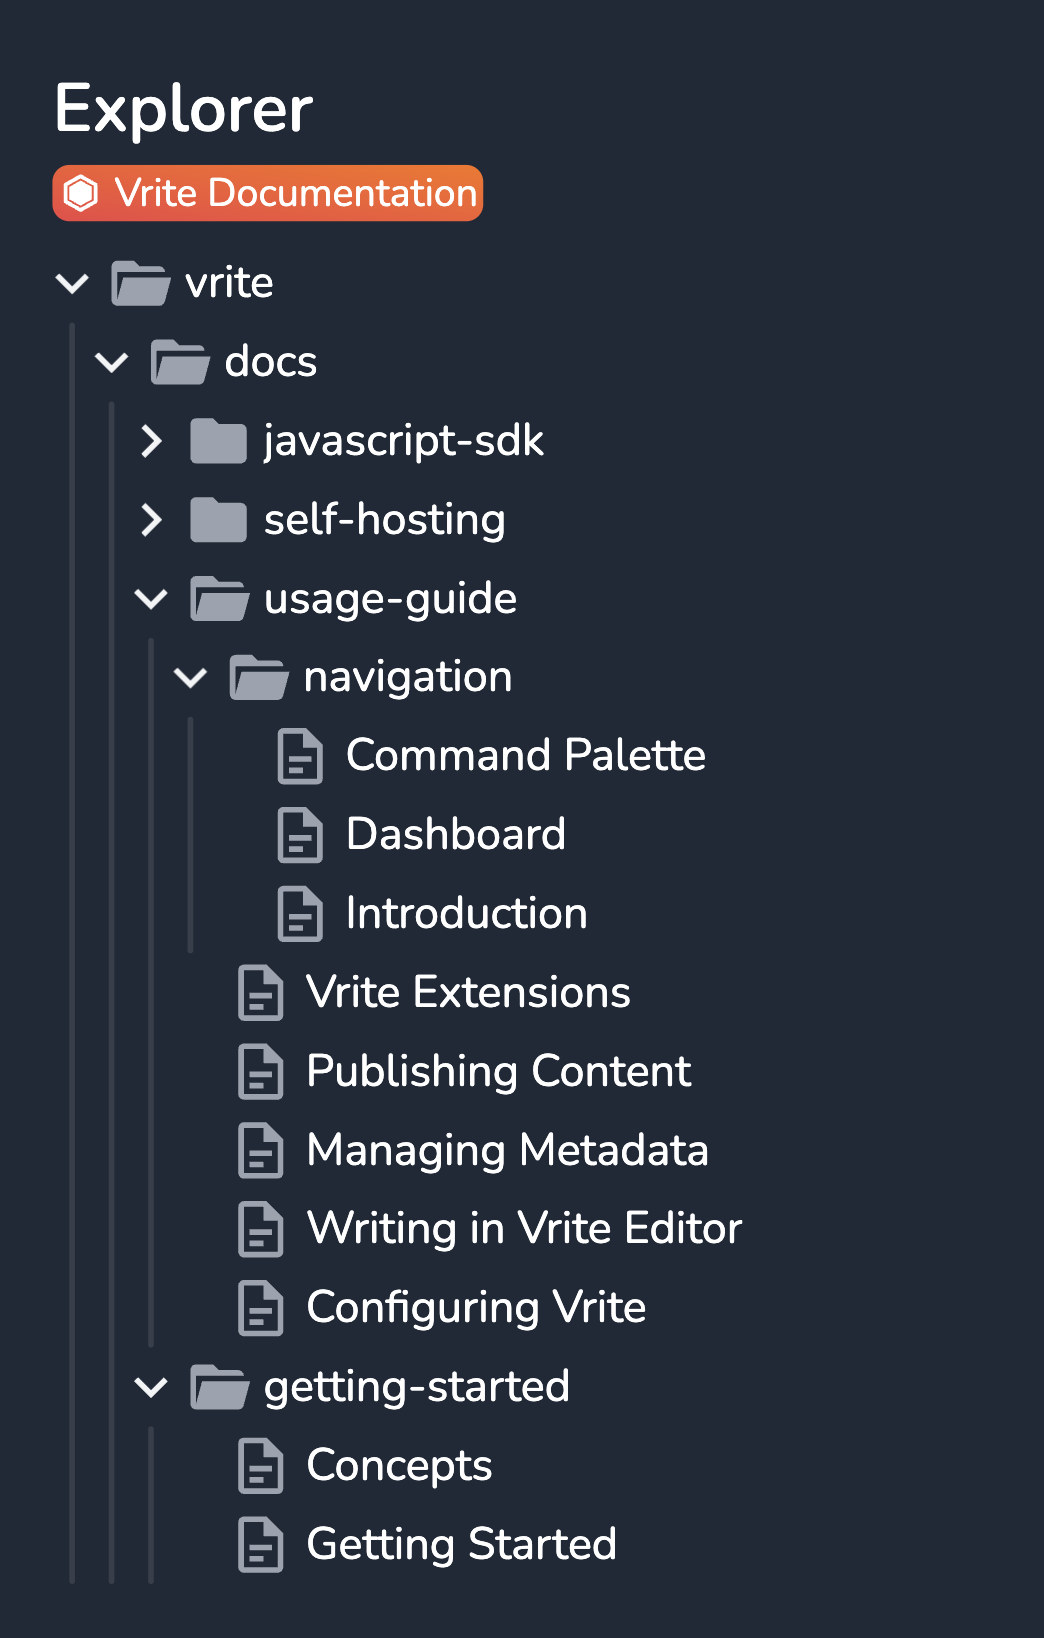 Explorer
Vrite Documentation
vrite
docs
javascript-sdk
self-hosting
usage-guide
navigation
Command Palette
Dashboard
Introduction
Vrite Extensions
Publishing Content
Managing Metadata
Writing in Vrite Editor
Configuring Vrite
getting-started
Concepts
Getting Started